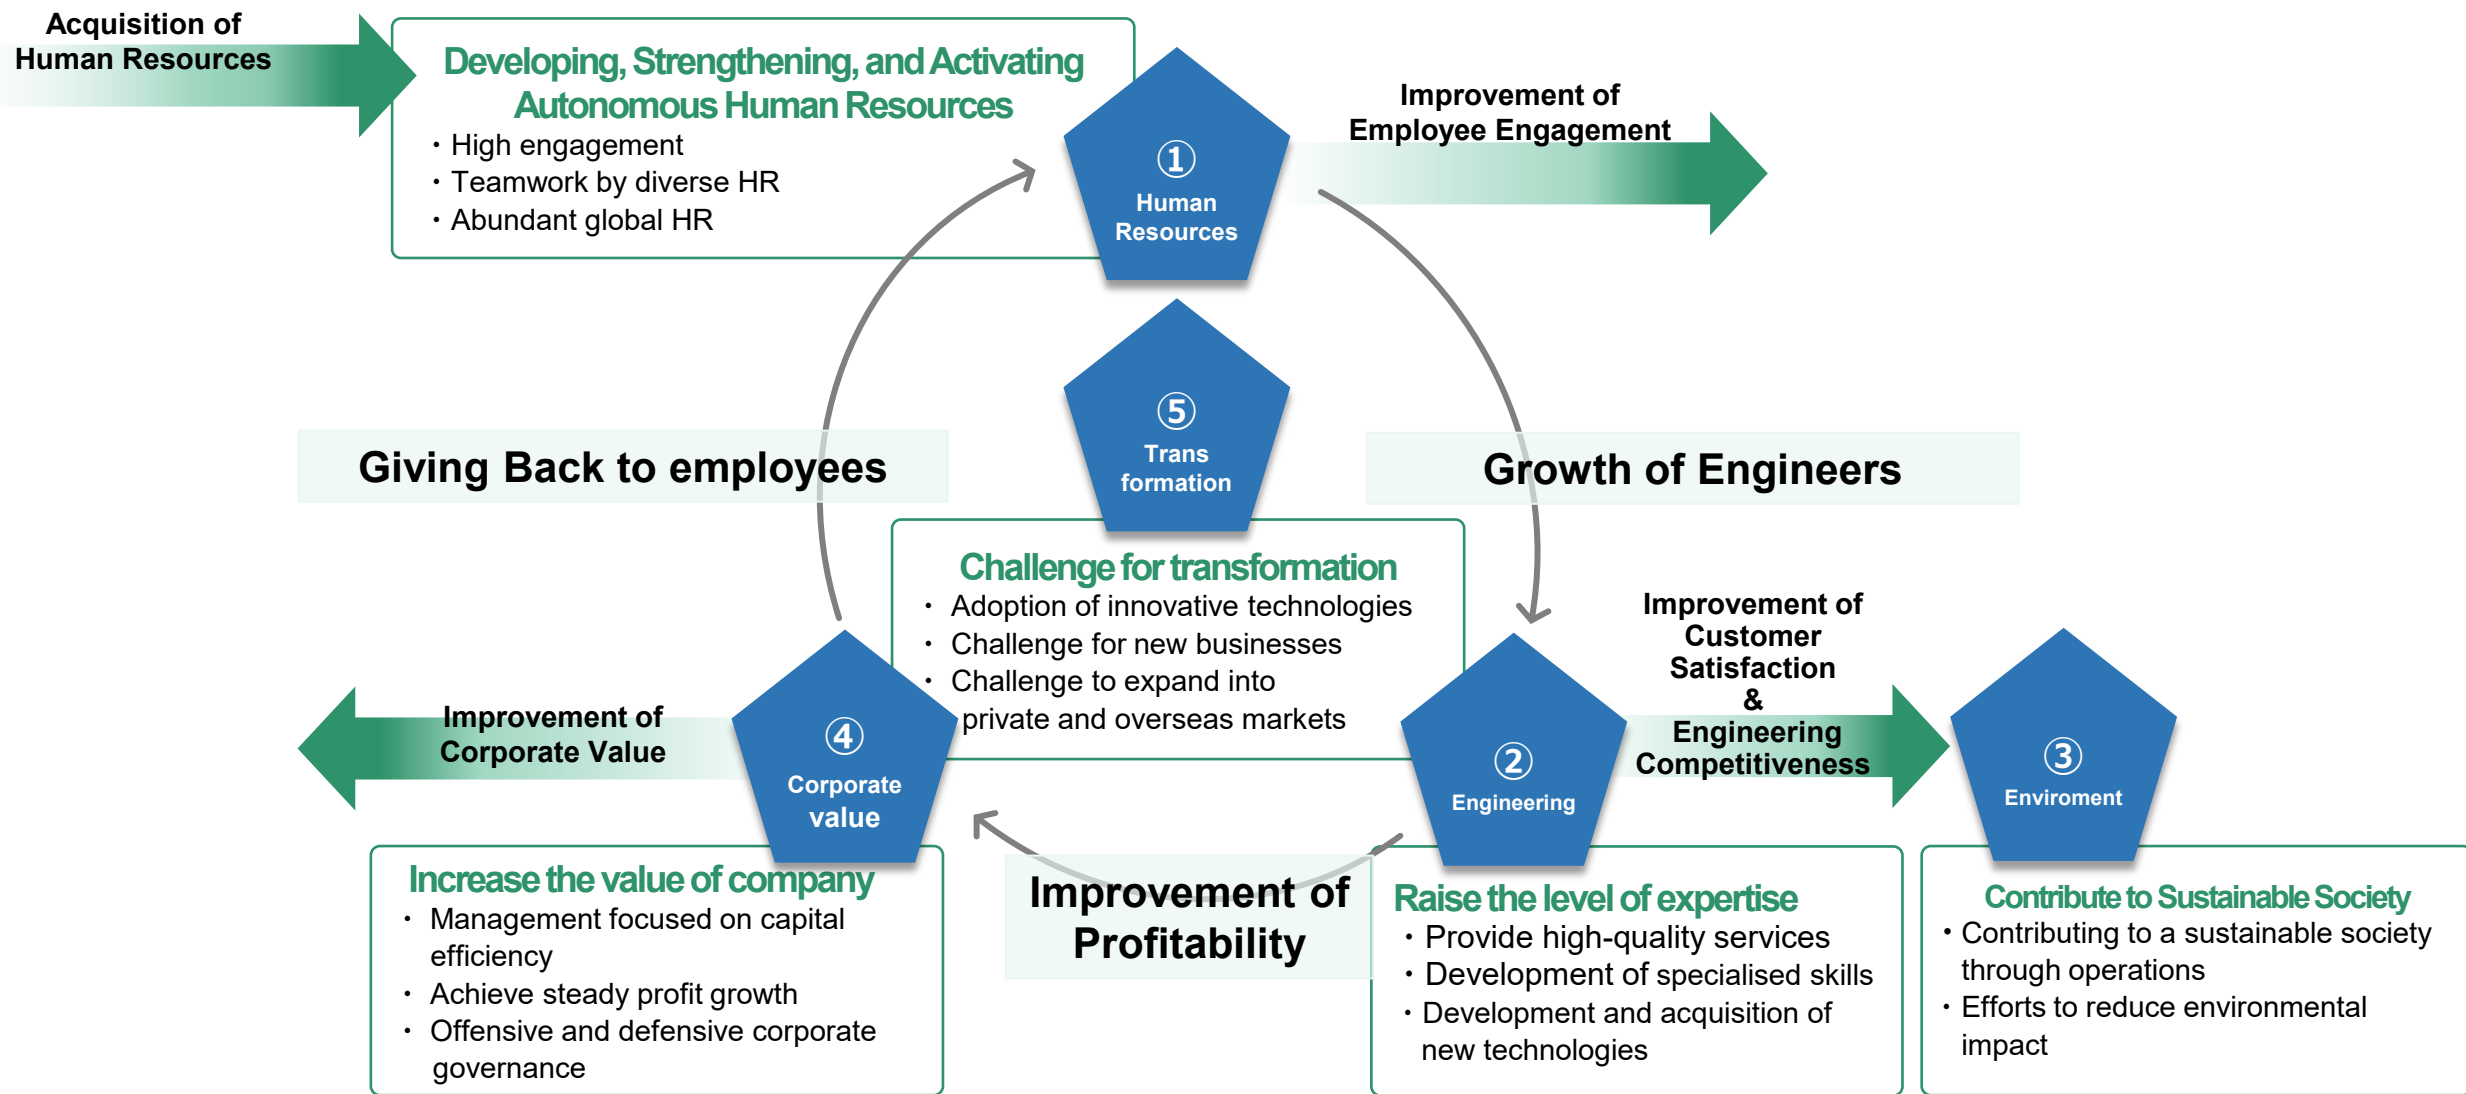 Acquisition of
Human Resources
Developing, Strengthening, and Activating
Autonomous Human Resources
・High engagement
・Teamwork by diverse HR
・Abundant global HR
①
Human
Resources
Improvement of
Employee Engagement
⑤
Trans
formation
Giving Back to employees
Growth of Engineers
Challenge for transformation
・ Adoption of innovative technologies
・ Challenge for new businesses
・ Challenge to expand into
private and overseas markets
Improvement of
Customer
Satisfaction
&
Engineering
Competitiveness
Improvement of
Corporate Value
④
Corporate
value
②
Engineering
③
Enviroment
Increase the value of company
・ Management focused on capital
efficiency
・ Achieve steady profit growth
・ Offensive and defensive corporate
governance
Improvement of
Profitability
Raise the level of expertise
・Provide high-quality services
・Development of specialised skills
・Development and acquisition of
new technologies
Contribute to Sustainable Society
・Contributing to a sustainable society
through operations
・Efforts to reduce environmental
impact